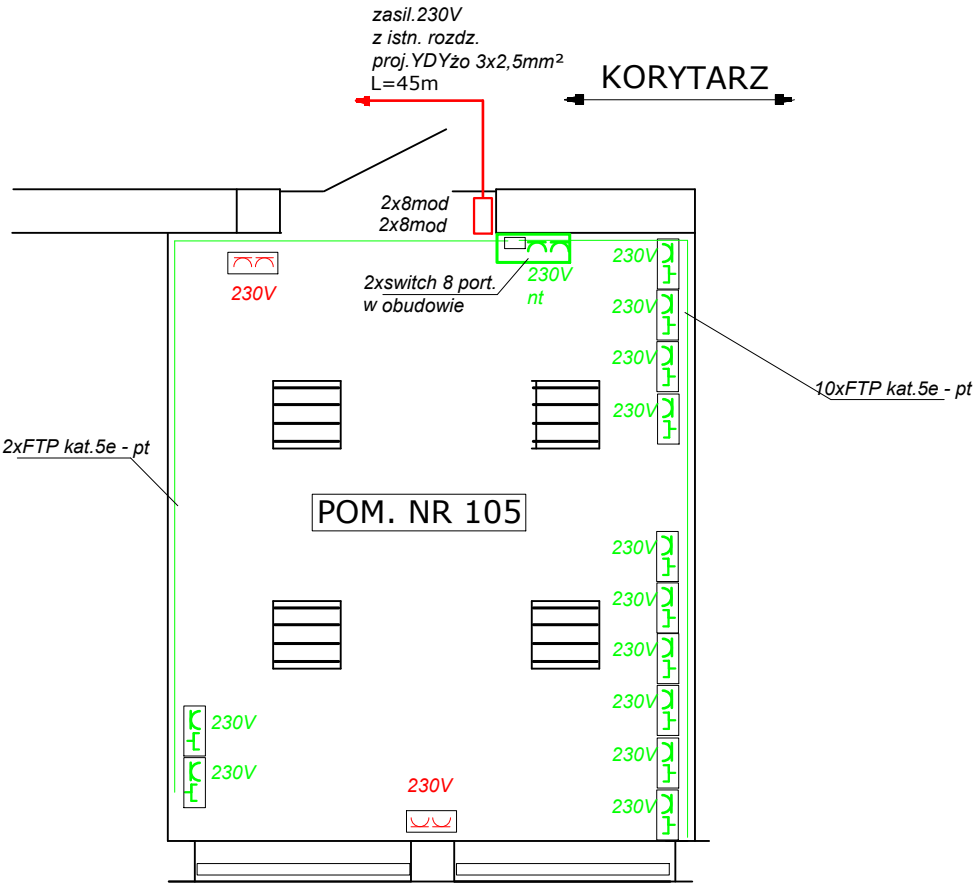 zasil.230V
z istn. rozdz.
proj.YDYżo 3x2,5mm²
L=45m
KORYTARZ
2x8mod
2x8mod
230V
2xswitch 8 port.
w obudowie
230V
nt
230V
230V
230V
230V
10xFTP kat.5e - pt
2xFTP kat.5e - pt
POM. NR 105
230V
230V
230V
230V
230V
230V
230V
230V
230V